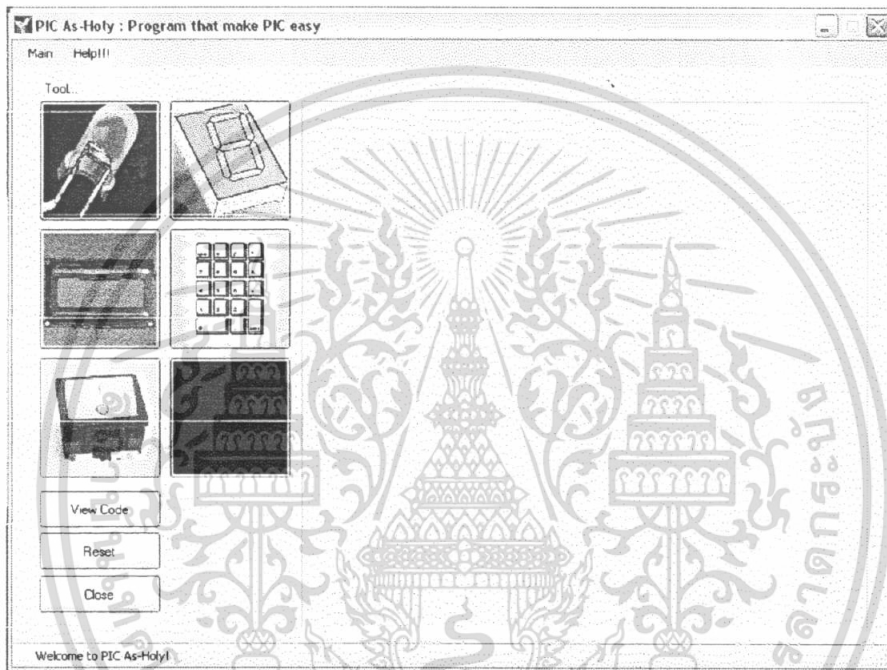 PIC As-Holy : Program that make PIC easy
Main Help!!!
Tool...
View Code
Reset
Close
Welcome to PIC As-Holy!